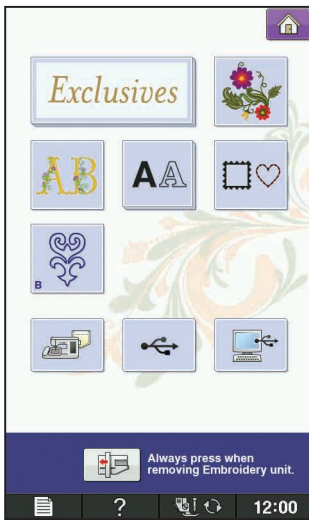 Exclusives
AB
AA
B
Always press when
removing Embroidery unit.
?
12:00